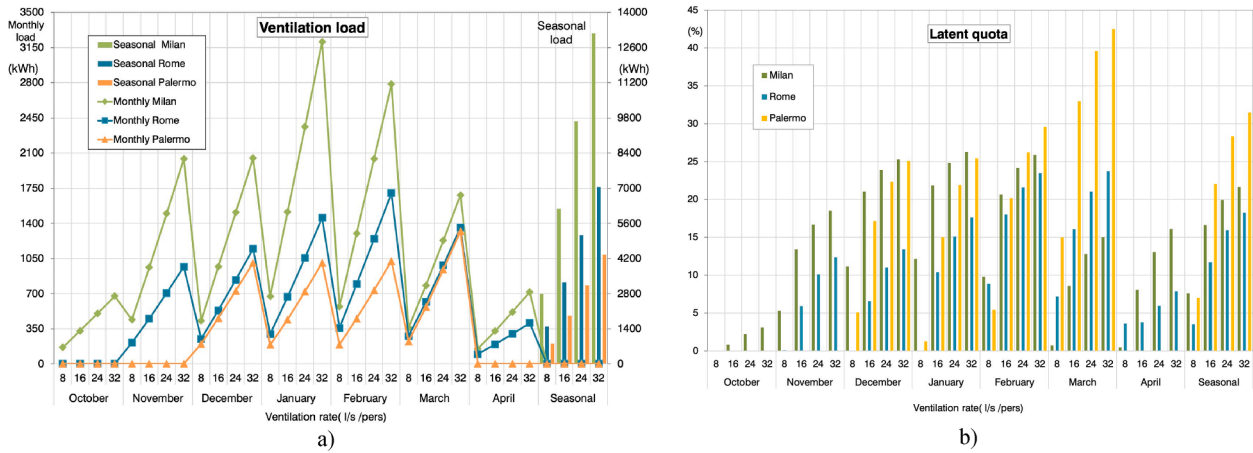 Ventilation load
Monthly
load
(kWh)
3500
3150
2800
2450
2100
1750
1400
1050
700
350
0
Seasonal Milan
Seasonal Rome
Seasonal Palermo
Monthly Milan
Monthly Rome
Monthly Palermo
Seasonal
load
(kWh)
14000
12600
11200
9800
8400
7000
5600
4200
2800
1400
0
8 16 24 32 8 16 24 32 8 16 24 32 8 16 24 32 8 16 24 32 8 16 24 32 8 16 24 32 8 16 24 32
October November December January February March April Seasonal
Ventilation rate( l/s /pers)
a)
Latent quota
(%)
45
40
35
30
25
20
15
10
5
0
Milan
Rome
Palermo
8 16 24 32 8 16 24 32 8 16 24 32 8 16 24 32 8 16 24 32 8 16 24 32 8 16 24 32 8 16 24 32
October November December January February March April Seasonal
Ventilation rate( l/s /pers)
b)